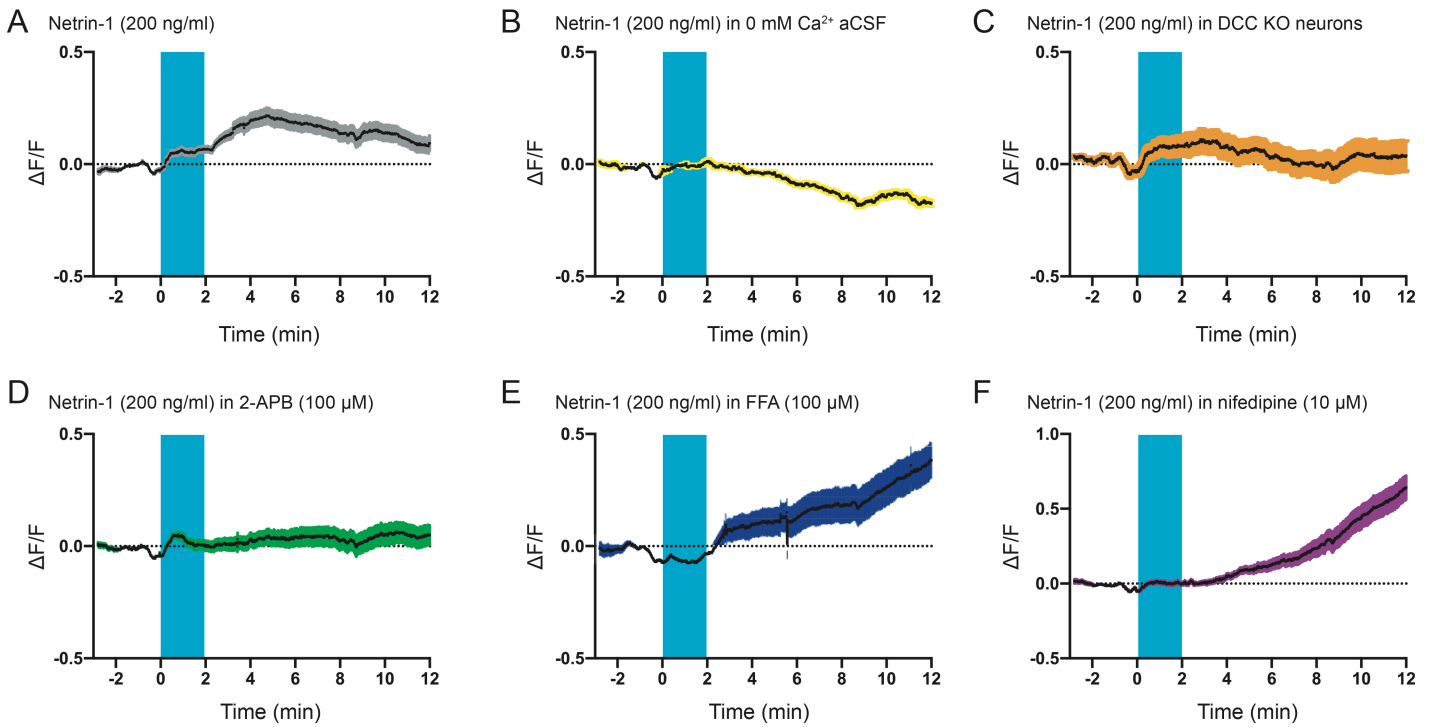 A Netrin-1 (200 ng/ml)
0.5
0.0
-0.5
ΔF/F
-2 0 2 4 6 8 10 12
Time (min)
B Netrin-1 (200 ng/ml) in 0 mM Ca²⁺ aCSF
0.5
0.0
-0.5
ΔF/F
-2 0 2 4 6 8 10 12
Time (min)
C Netrin-1 (200 ng/ml) in DCC KO neurons
0.5
0.0
-0.5
ΔF/F
-2 0 2 4 6 8 10 12
Time (min)
D Netrin-1 (200 ng/ml) in 2-APB (100 µM)
0.5
0.0
-0.5
ΔF/F
-2 0 2 4 6 8 10 12
Time (min)
E Netrin-1 (200 ng/ml) in FFA (100 µM)
0.5
0.0
-0.5
ΔF/F
-2 0 2 4 6 8 10 12
Time (min)
F Netrin-1 (200 ng/ml) in nifedipine (10 µM)
1.0
0.5
0.0
-0.5
ΔF/F
-2 0 2 4 6 8 10 12
Time (min)